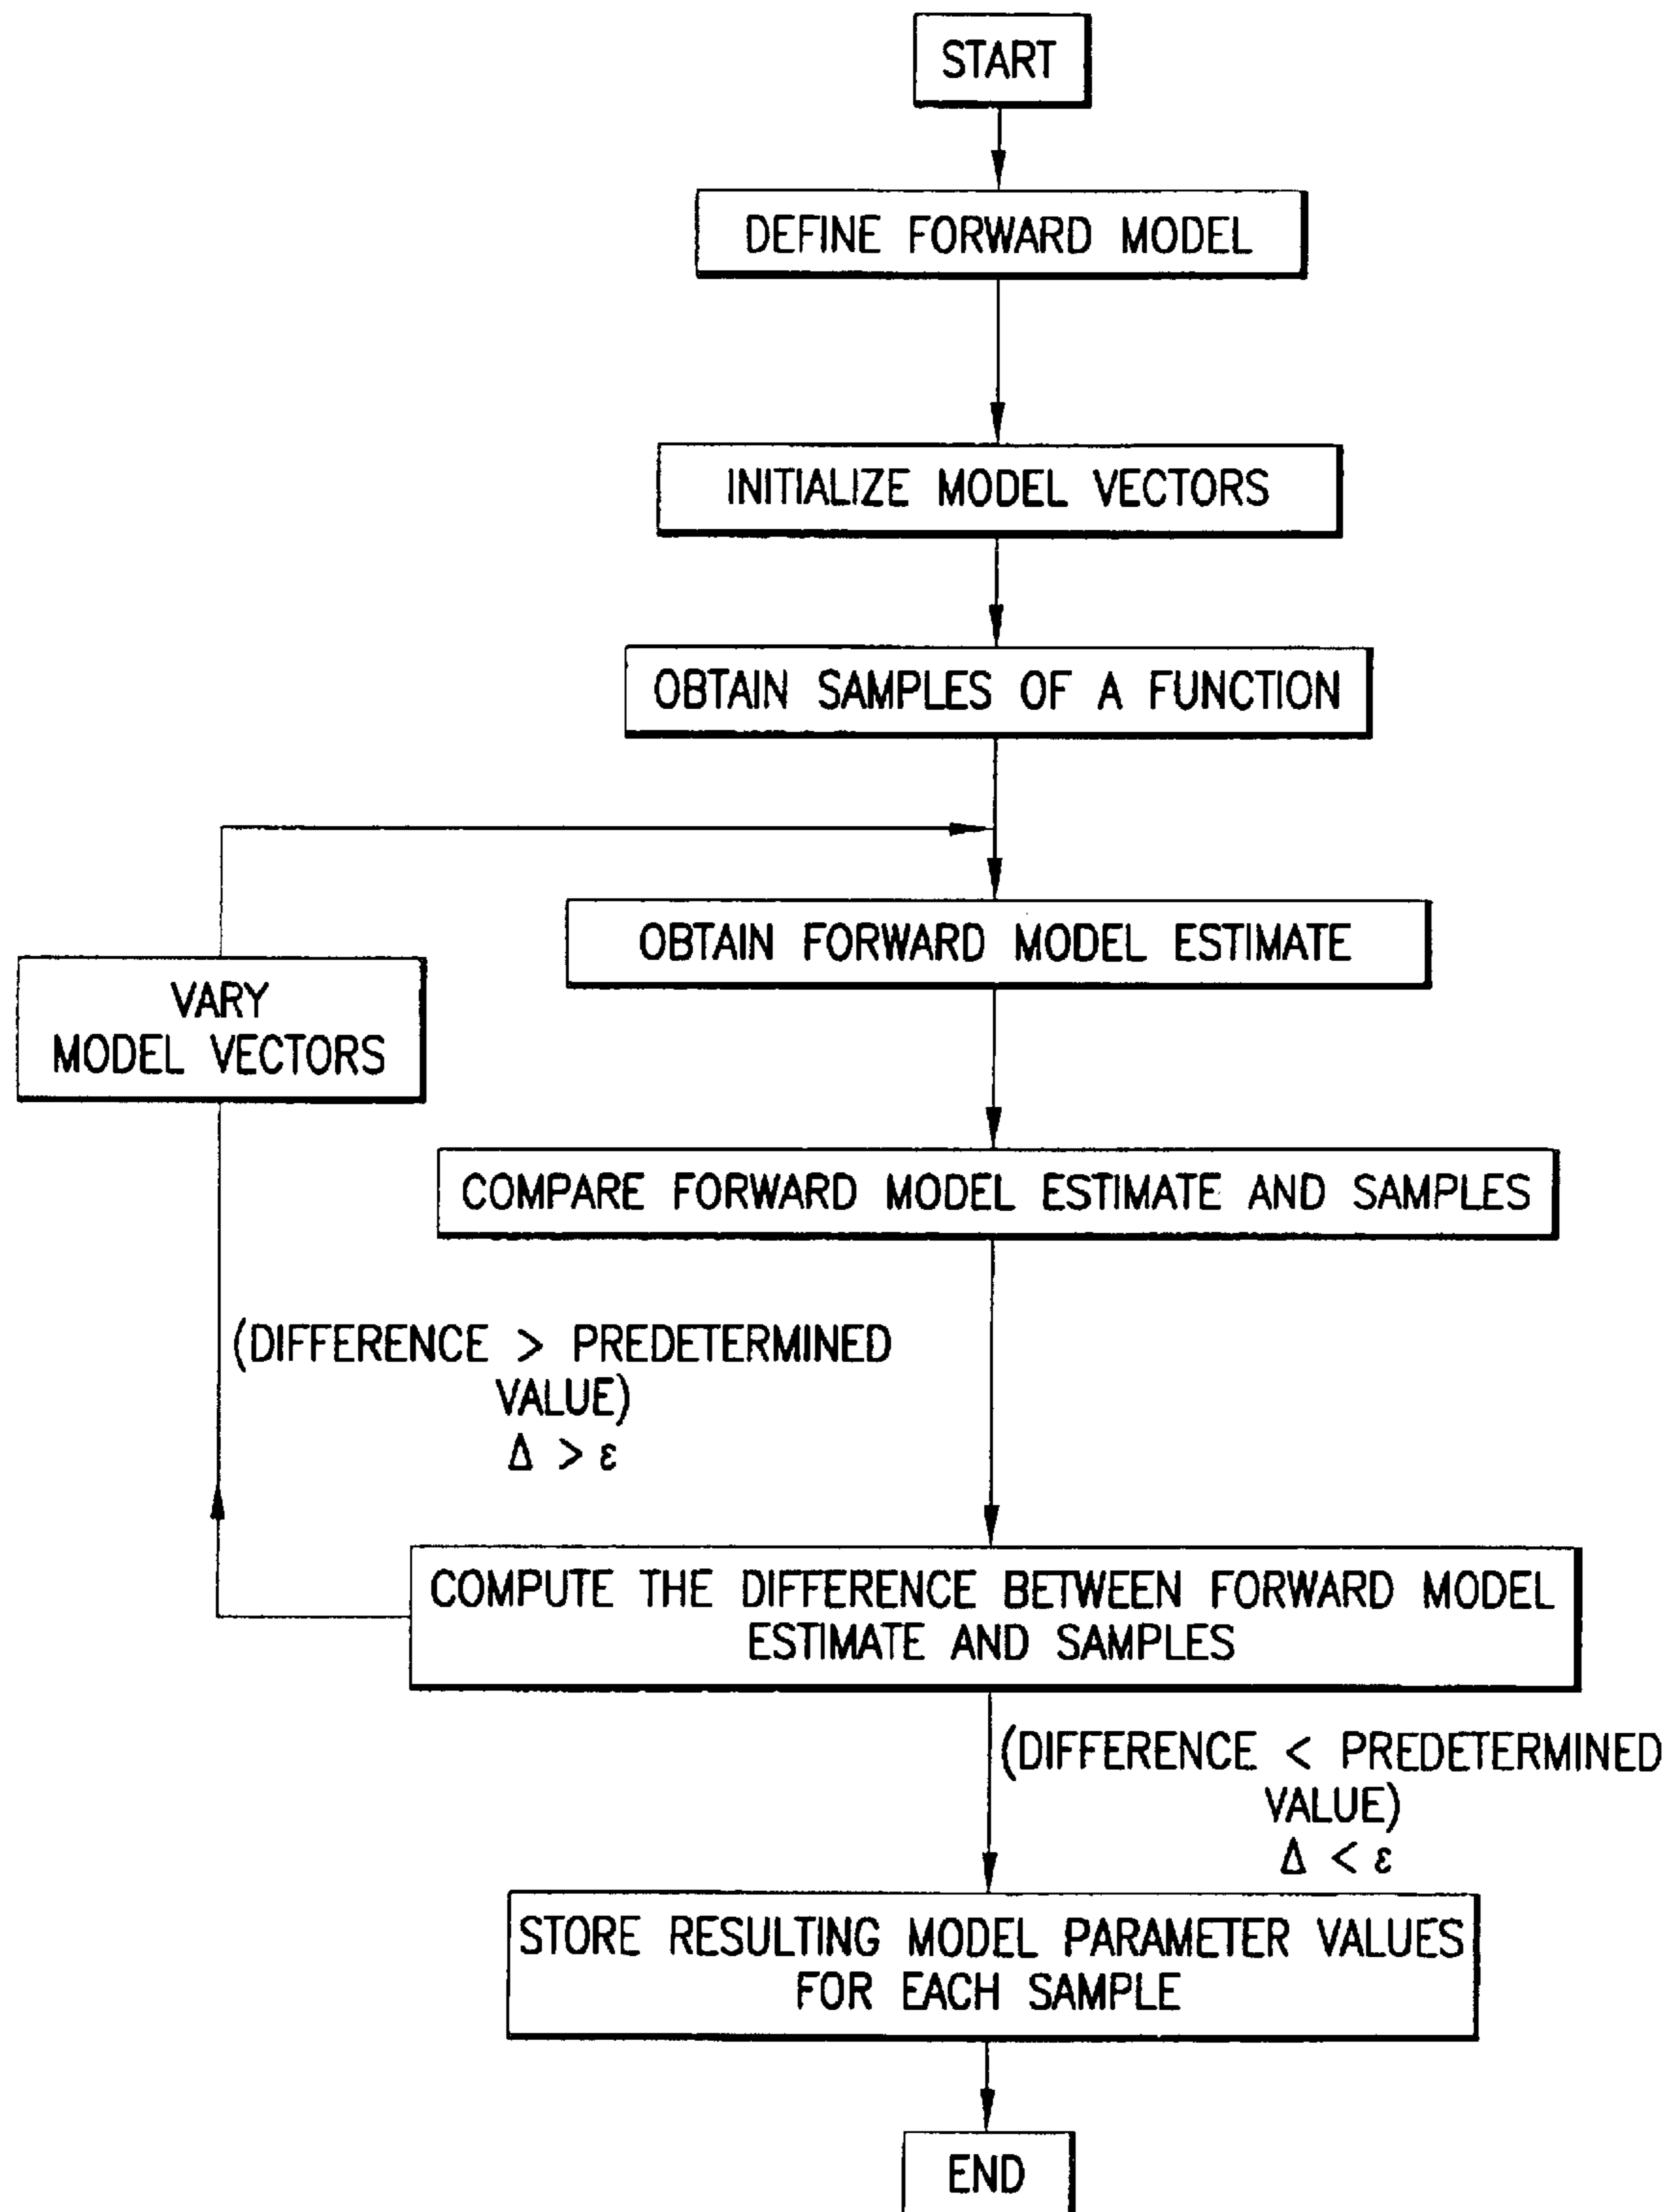 START
DEFINE FORWARD MODEL
INITIALIZE MODEL VECTORS
OBTAIN SAMPLES OF A FUNCTION
OBTAIN FORWARD MODEL ESTIMATE
VARY
MODEL VECTORS
COMPARE FORWARD MODEL ESTIMATE AND SAMPLES
(DIFFERENCE > PREDETERMINED
VALUE)
Δ > ε
COMPUTE THE DIFFERENCE BETWEEN FORWARD MODEL
ESTIMATE AND SAMPLES
(DIFFERENCE < PREDETERMINED
VALUE)
Δ < ε
STORE RESULTING MODEL PARAMETER VALUES
FOR EACH SAMPLE
END